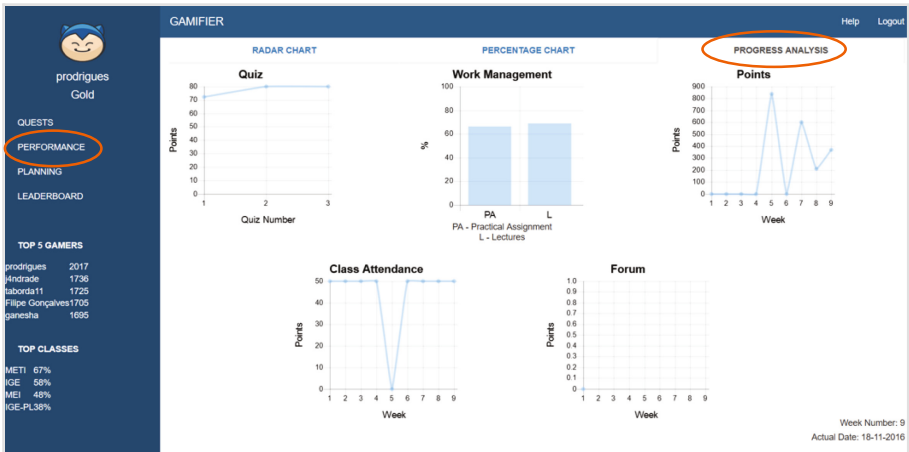 GAMIFIER
Help
Logout
prodrigues
Gold
QUESTS
PERFORMANCE
PLANNING
LEADERBOARD
TOP 5 GAMERS
prodrigues 2017
j4ndrade 1736
taborda11 1725
Filipe Gonçalves1705
ganesha 1695
TOP CLASSES
METI 67%
IGE 58%
MEI 48%
IGE-PL38%
RADAR CHART
PERCENTAGE CHART
PROGRESS ANALYSIS
Quiz
80
70
60
50
40
30
20
10
0
Points
1 2 3
Quiz Number
Work Management
100
80
60
40
20
0
%
PA L
PA - Practical Assignment
L - Lectures
Points
900
800
700
600
500
400
300
200
100
0
Points
1 2 3 4 5 6 7 8 9
Week
Class Attendance
50
40
30
20
10
0
Points
1 2 3 4 5 6 7 8 9
Week
Forum
1.0
0.9
0.8
0.7
0.6
0.5
0.4
0.3
0.2
0.1
0
Points
1 2 3 4 5 6 7 8 9
Week
Week Number: 9
Actual Date: 18-11-2016